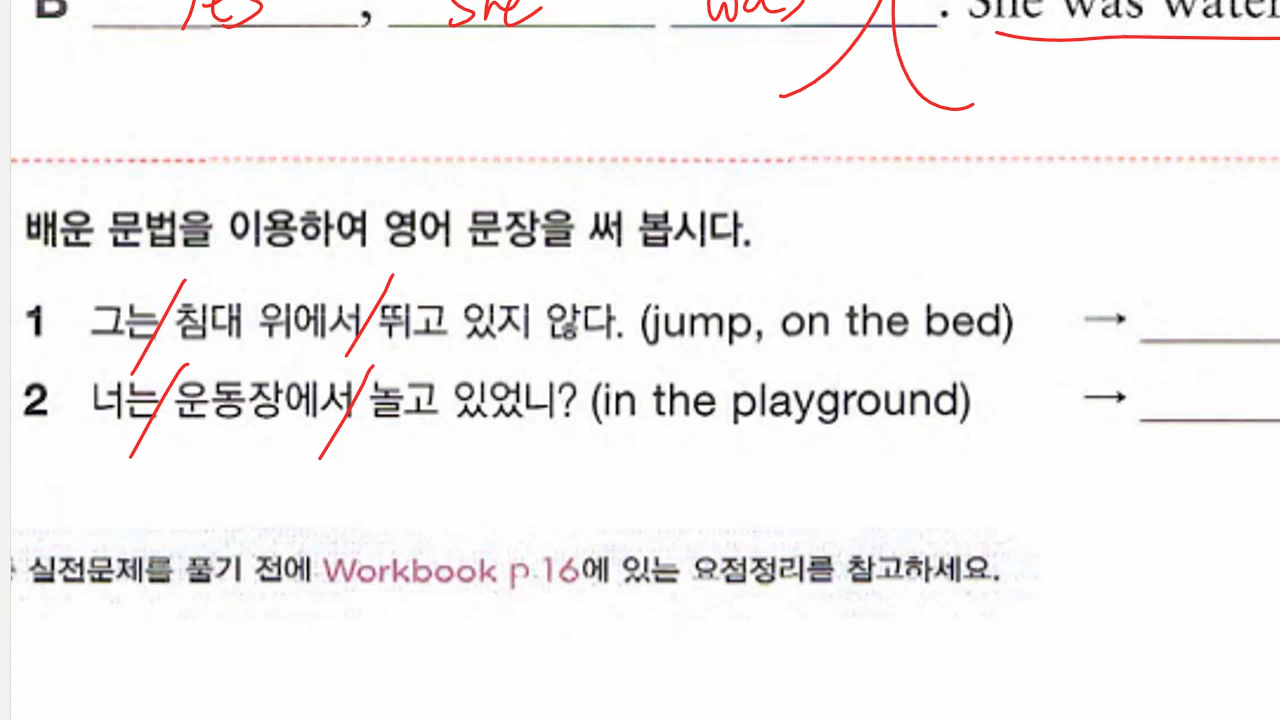 B yes, she was. She was water
배운 문법을 이용하여 영어 문장을 써 봅시다.
1 그는 침대 위에서 뛰고 있지 않다. (jump, on the bed) →
2 너는 운동장에서 놀고 있었니? (in the playground) →
실전문제를 풀기 전에 Workbook p.16에 있는 요점정리를 참고하세요.